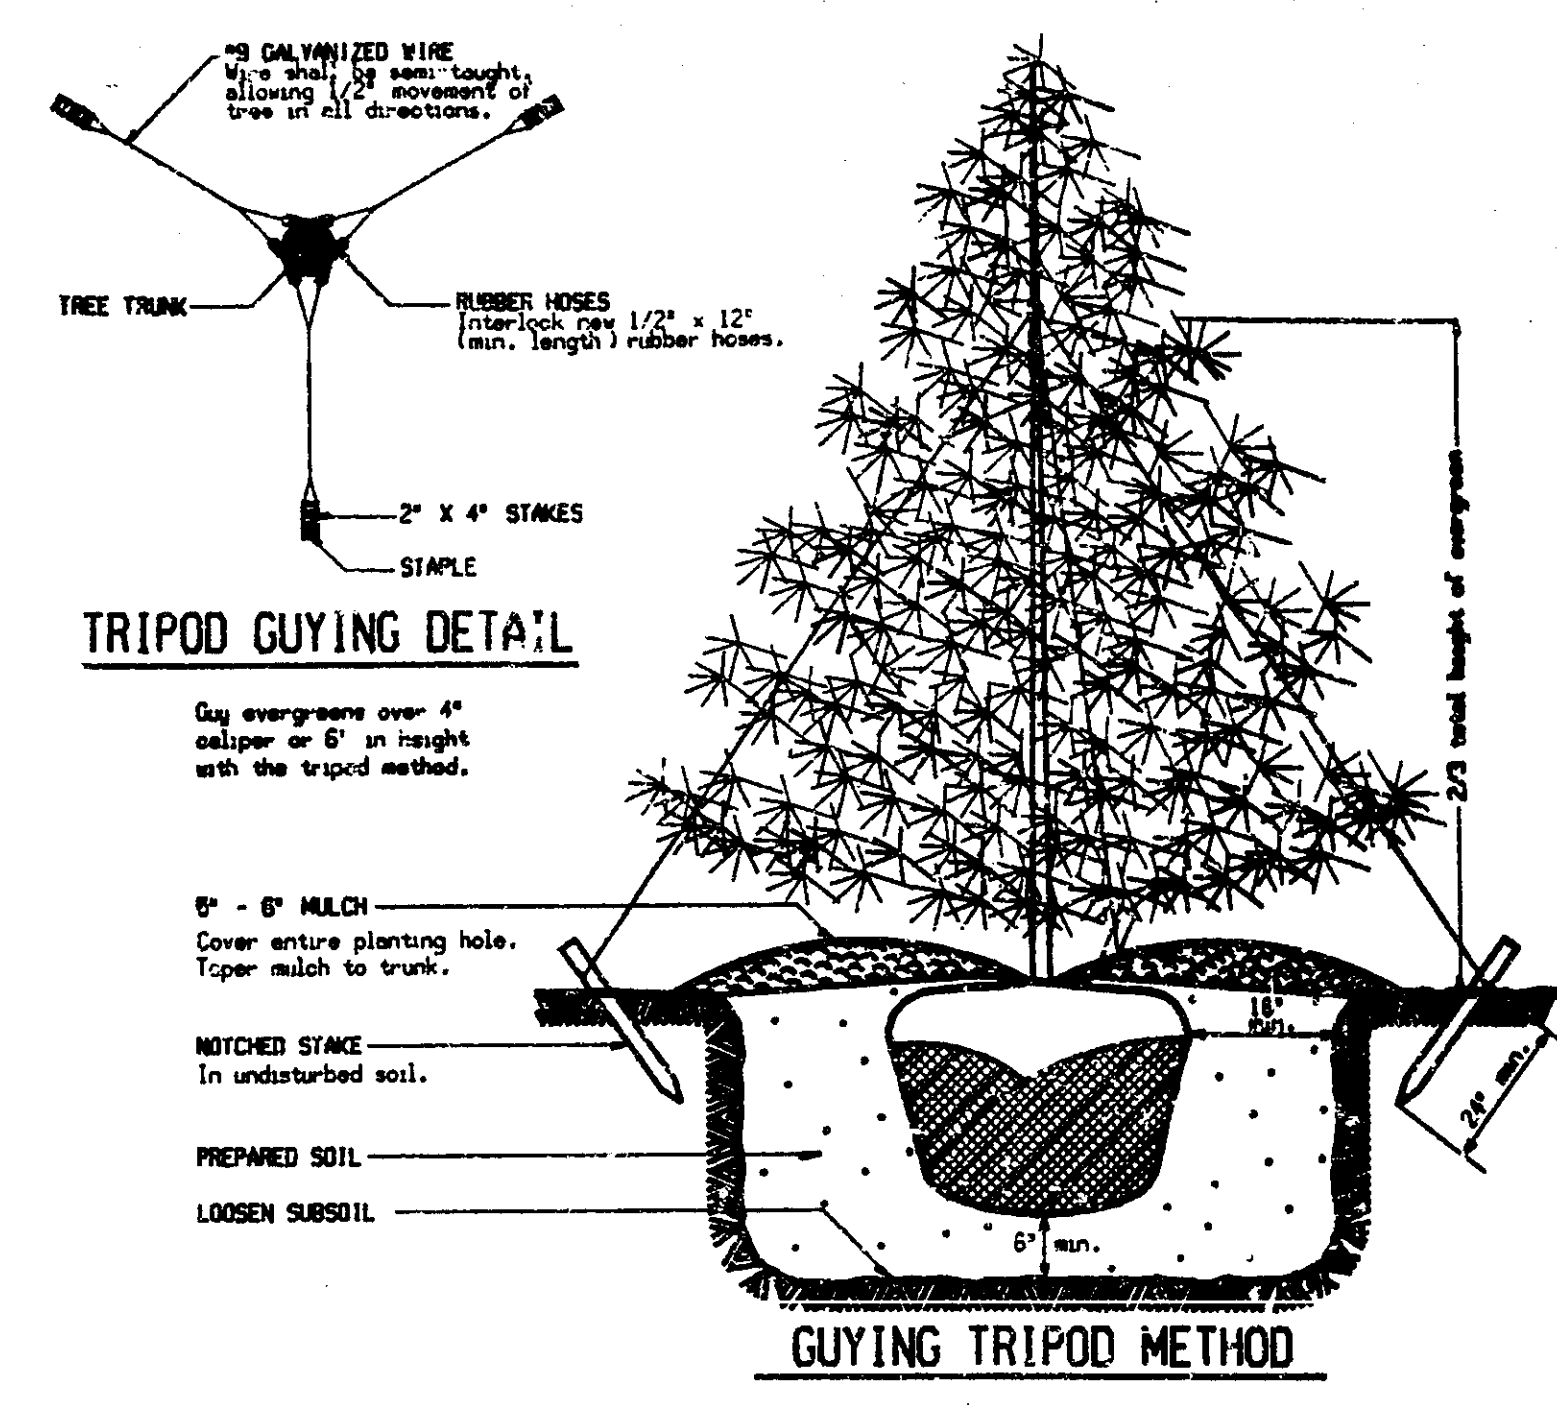 #9 GALVANIZED WIRE
Wire shall be semi-tought,
allowing 1/2" movement of
tree in all directions.
TREE TRUNK
RUBBER HOSES
Interlock new 1/2" x 12"
(min. length) rubber hoses.
2" X 4" STAKES
STAPLE
TRIPOD GUYING DETAIL
Guy evergreens over 4"
caliper or 6' in height
with the tripod method.
2/3 total height of evergreen
- 6" MULCH
Cover entire planting hole.
Taper mulch to trunk.
NOTCHED STAKE
In undisturbed soil.
PREPARED SOIL
LOOSEN SUBSOIL
min.
24" min.
6" min.
GUYING TRIPOD METHOD